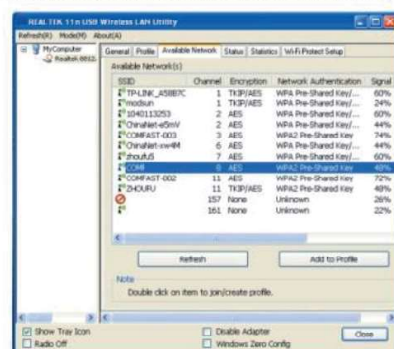 REALTEK 11n USB Wireless LAN Utility
Refresh(R) Mode(M) About(A)
MyComputer
General Profile Available Network Status Statistics Wi-Fi Protect Setup
Available Network(s)
SSID Channel Encryption Network Authentication Signal
TP-LINK_A58B7C 1 TKIP/AES WPA Pre-Shared Key/... 60%
modsun 1 TKIP/AES WPA Pre-Shared Key/... 24%
1040113253 2 AES WPA Pre-Shared Key/... 60%
ChinaNet-e5mV 2 AES WPA Pre-Shared Key/... 44%
COMFAST-003 3 AES WPA2 Pre-Shared Key 74%
ChinaNet-xw4M 6 AES WPA Pre-Shared Key/... 44%
zhoufu5 7 AES WPA Pre-Shared Key/... 60%
AES WPA2 Pre-Shared Key 48%
COMFAST-002 11 AES WPA2 Pre-Shared Key 72%
ZHOUFU 11 TKIP/AES WPA2 Pre-Shared Key 48%
157 None Unknown 26%
161 None Unknown 22%
Refresh Add to Profile
Note
Double click on item to join/create profile.
Show Tray Icon Disable Adapter Close
Radio Off Windows Zero Config